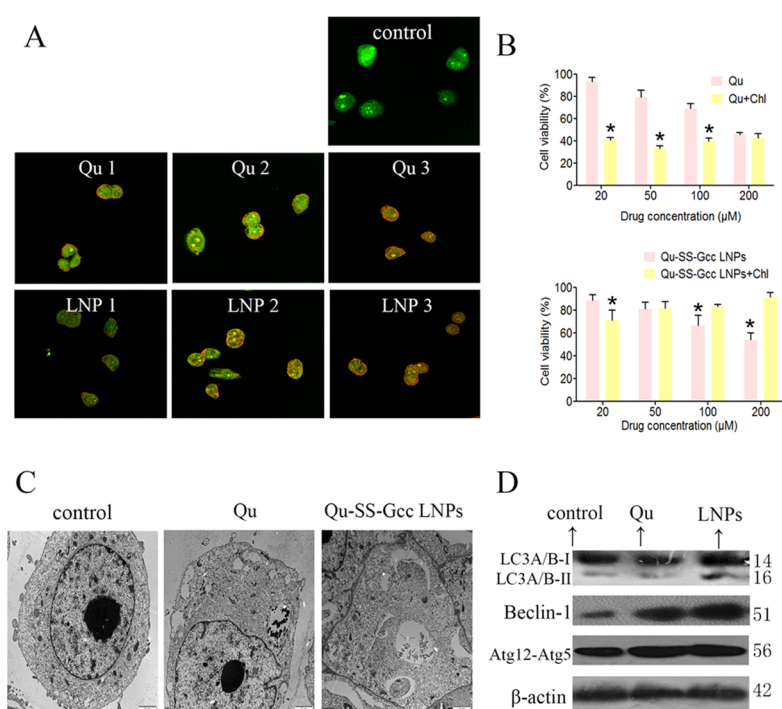 A
control
Qu 1
Qu 2
Qu 3
LNP 1
LNP 2
LNP 3
B
Cell viability (%)
100
80
60
40
20
0
Qu
Qu+Chl
*
*
*
20
50
100
200
Drug concentration (μM)
Qu-SS-Gcc LNPs
Qu-SS-Gcc LNPs+Chl
Cell viability (%)
100
80
60
40
20
0
*
*
*
20
50
100
200
Drug concentration (μM)
C
control
Qu
Qu-SS-Gcc LNPs
D
control
Qu
LNPs
LC3A/B-I
14
LC3A/B-II
16
Beclin-1
51
Atg12-Atg5
56
β-actin
42